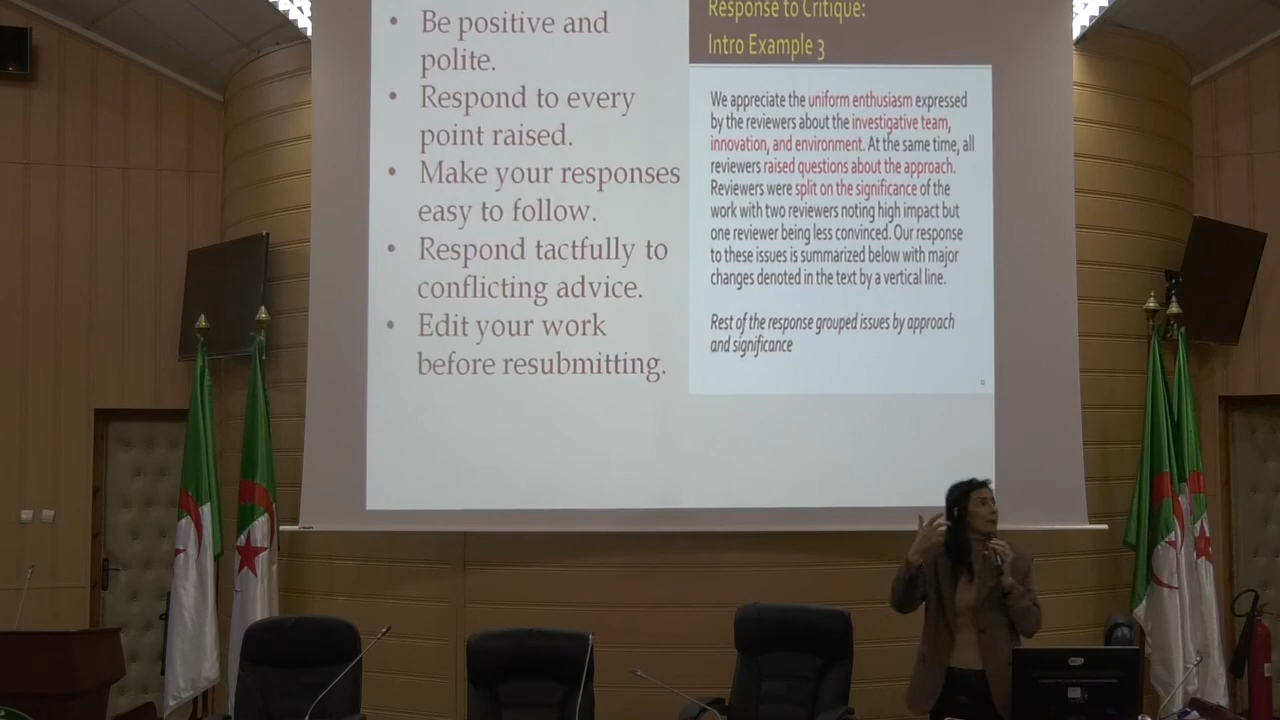 • Be positive and
polite.
• Respond to every
point raised.
• Make your responses
easy to follow.
• Respond tactfully to
conflicting advice.
• Edit your work
before resubmitting.
Response to Critique:
Intro Example 3
We appreciate the uniform enthusiasm expressed
by the reviewers about the investigative team,
innovation, and environment. At the same time, all
reviewers raised questions about the approach.
Reviewers were split on the significance of the
work with two reviewers noting high impact but
one reviewer being less convinced. Our response
to these issues is summarized below with major
changes denoted in the text by a vertical line.
Rest of the response grouped issues by approach
and significance